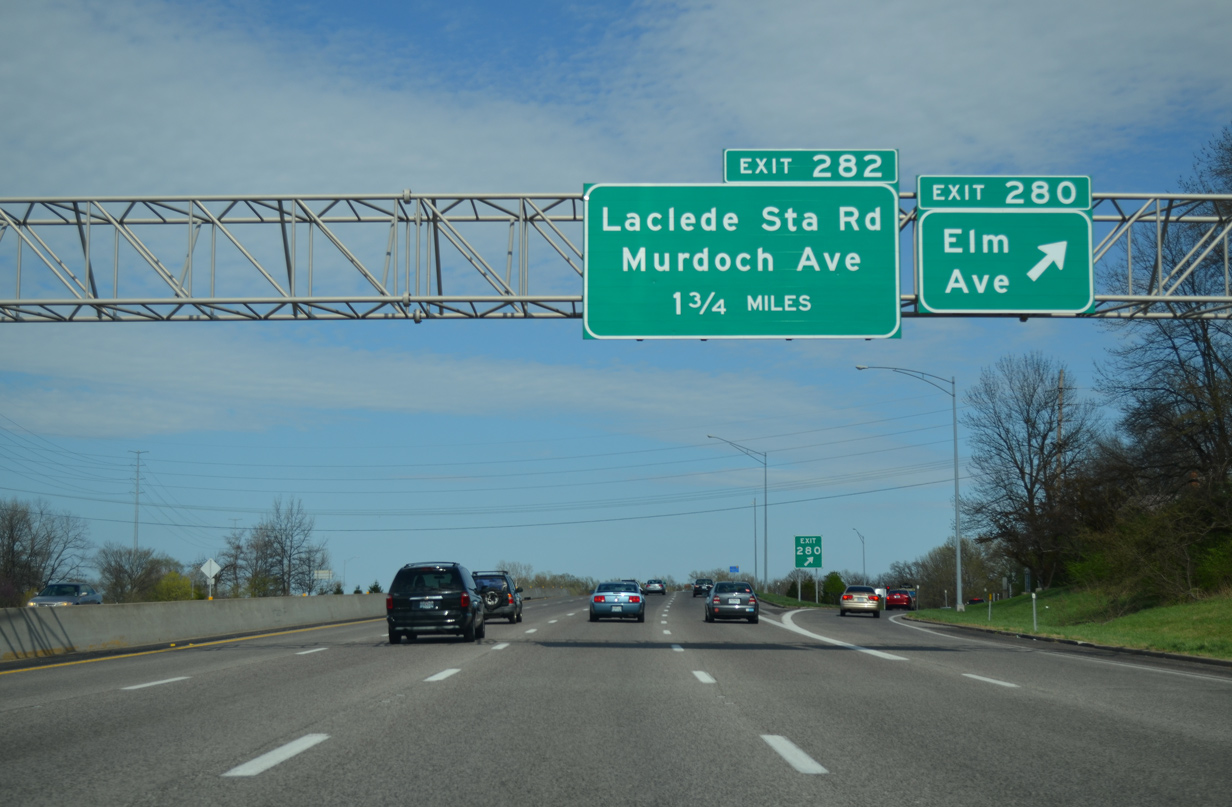 EXIT 282
Laclede Sta Rd
Murdoch Ave
1 3/4 MILES
EXIT 280
Elm
Ave
EXIT
280